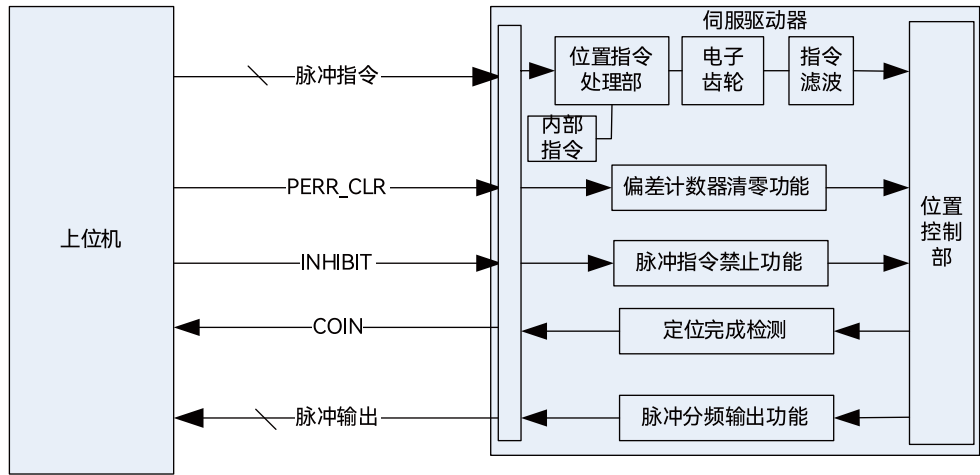 伺服驱动器
脉冲指令
位置指令
处理部
电子
齿轮
指令
滤波
内部
指令
PERR_CLR
偏差计数器清零功能
上位机
位置
控制
部
INHIBIT
脉冲指令禁止功能
COIN
定位完成检测
脉冲输出
脉冲分频输出功能